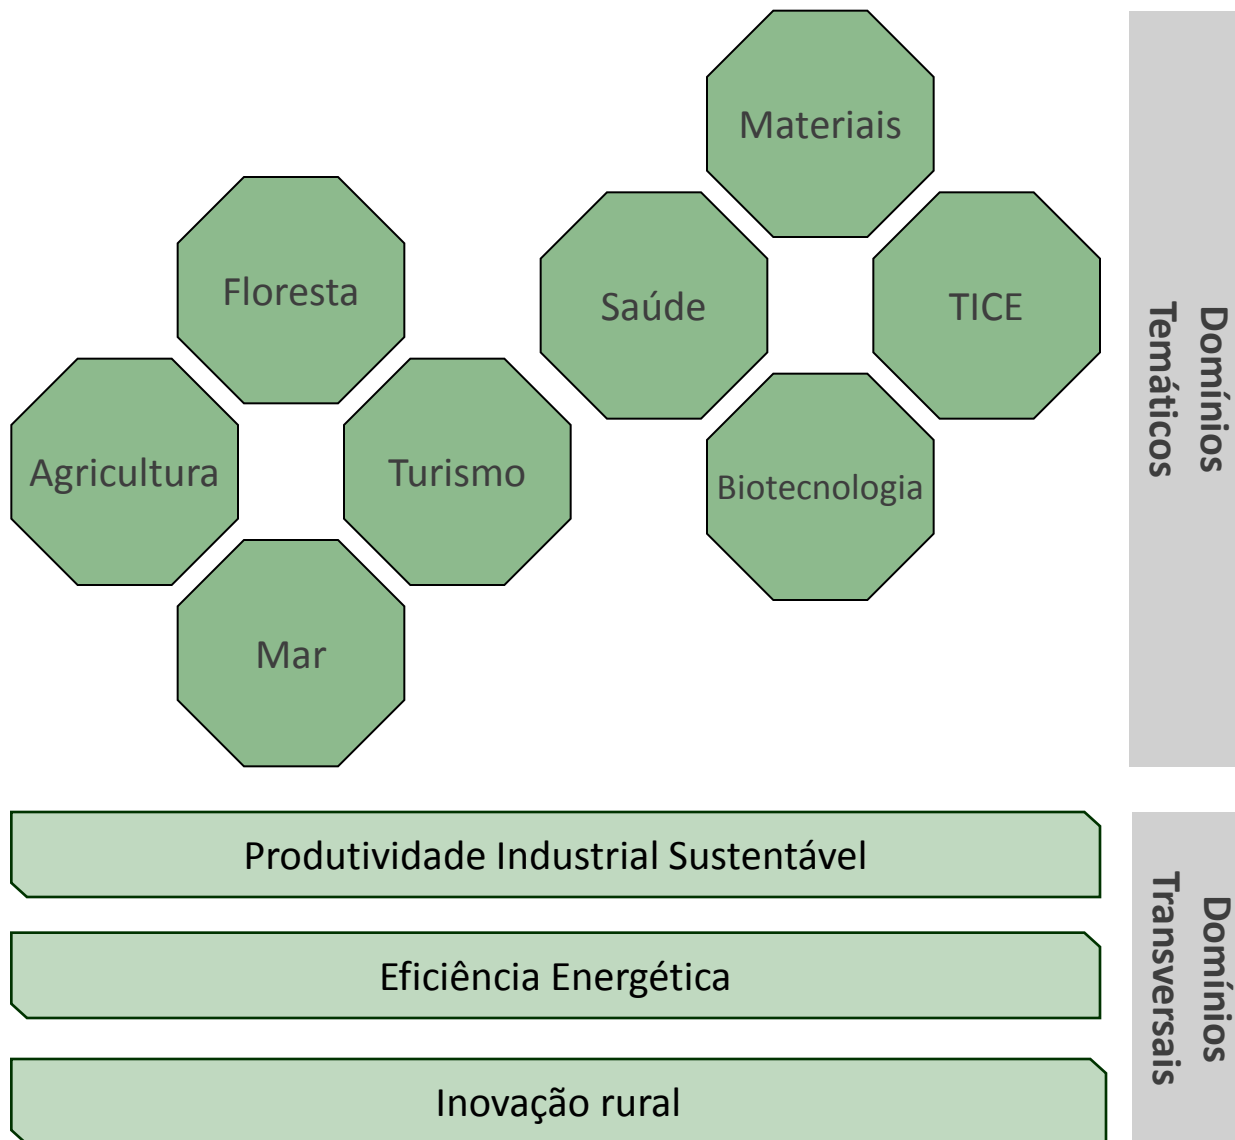 Materiais
Floresta
Saúde
TICE
Agricultura
Turismo
Biotecnologia
Mar
Domínios
Temáticos
Produtividade Industrial Sustentável
Eficiência Energética
Inovação rural
Domínios
Transversais